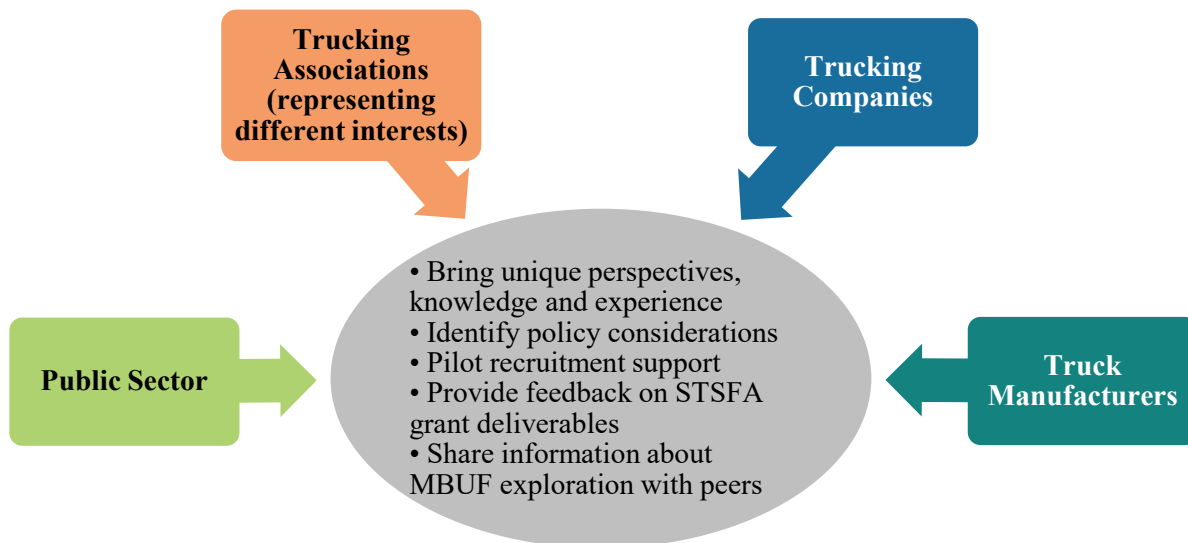 Trucking
Associations
(representing
different interests)
Trucking
Companies
Public Sector
• Bring unique perspectives,
knowledge and experience
• Identify policy considerations
• Pilot recruitment support
• Provide feedback on STSFA
grant deliverables
• Share information about
MBUF exploration with peers
Truck
Manufacturers